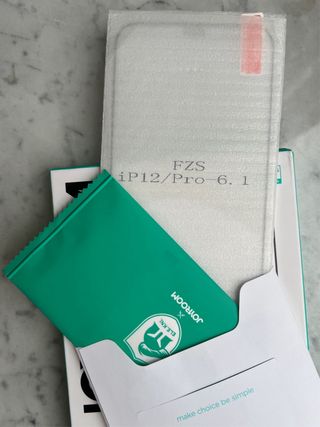 FZS
iP12/Pro-6.1
JOYROOM
X
make choice be simple